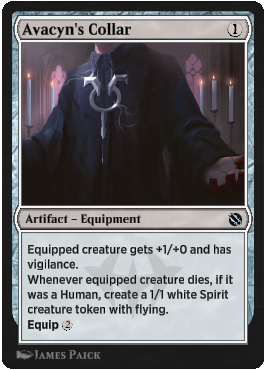 Avacyn's Collar 1
Artifact – Equipment
Equipped creature gets +1/+0 and has
vigilance.
Whenever equipped creature dies, if it
was a Human, create a 1/1 white Spirit
creature token with flying.
Equip 2
James Paick